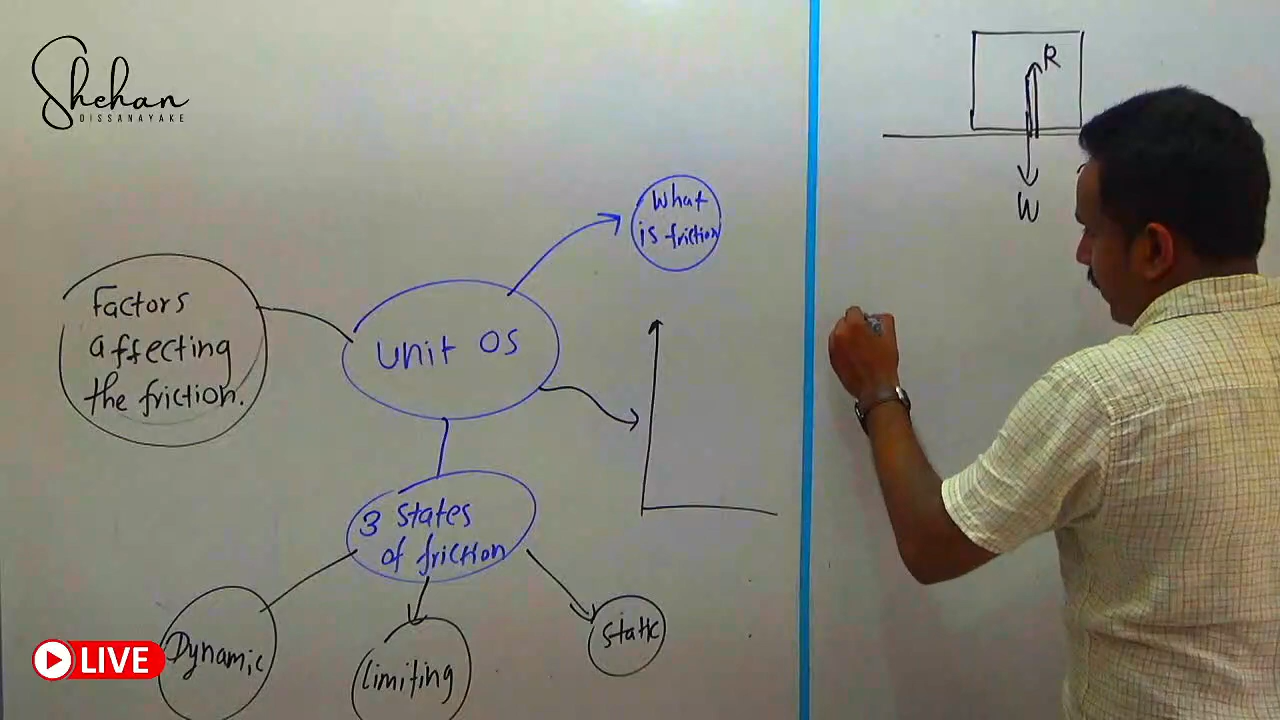 Shehan
DISSANAYAKE
R
W
What
is friction
Factors
affecting
the friction.
unit 05
3 states
of friction
Dynamic
limiting
static
LIVE